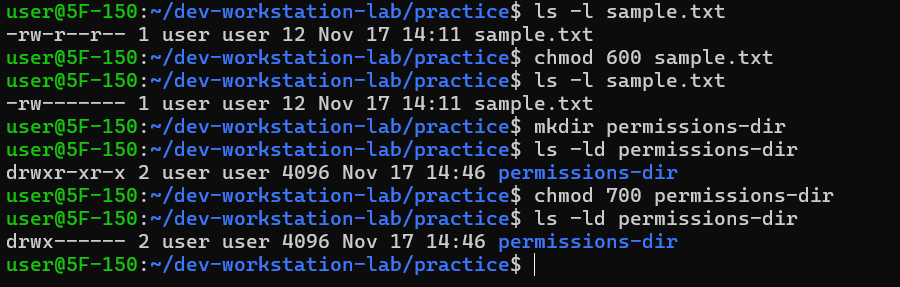 user@5F-150:~/dev-workstation-lab/practice$ ls -l sample.txt
-rw-r--r-- 1 user user 12 Nov 17 14:11 sample.txt
user@5F-150:~/dev-workstation-lab/practice$ chmod 600 sample.txt
user@5F-150:~/dev-workstation-lab/practice$ ls -l sample.txt
-rw------- 1 user user 12 Nov 17 14:11 sample.txt
user@5F-150:~/dev-workstation-lab/practice$ mkdir permissions-dir
user@5F-150:~/dev-workstation-lab/practice$ ls -ld permissions-dir
drwxr-xr-x 2 user user 4096 Nov 17 14:46 permissions-dir
user@5F-150:~/dev-workstation-lab/practice$ chmod 700 permissions-dir
user@5F-150:~/dev-workstation-lab/practice$ ls -ld permissions-dir
drwx------ 2 user user 4096 Nov 17 14:46 permissions-dir
user@5F-150:~/dev-workstation-lab/practice$